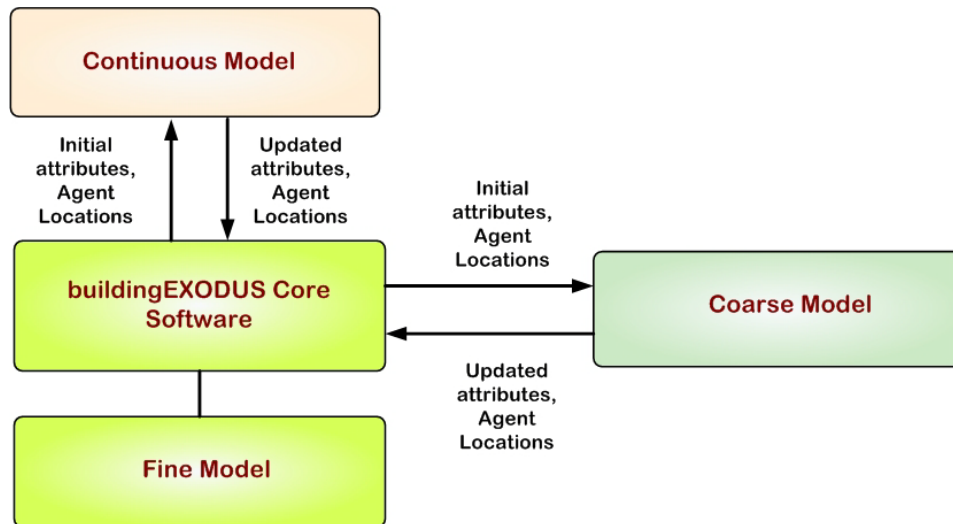 Continuous Model
Initial
attributes,
Agent
Locations
Updated
attributes,
Agent
Locations
Initial
attributes,
Agent
Locations
buildingEXODUS Core
Software
Coarse Model
Updated
attributes,
Agent
Locations
Fine Model